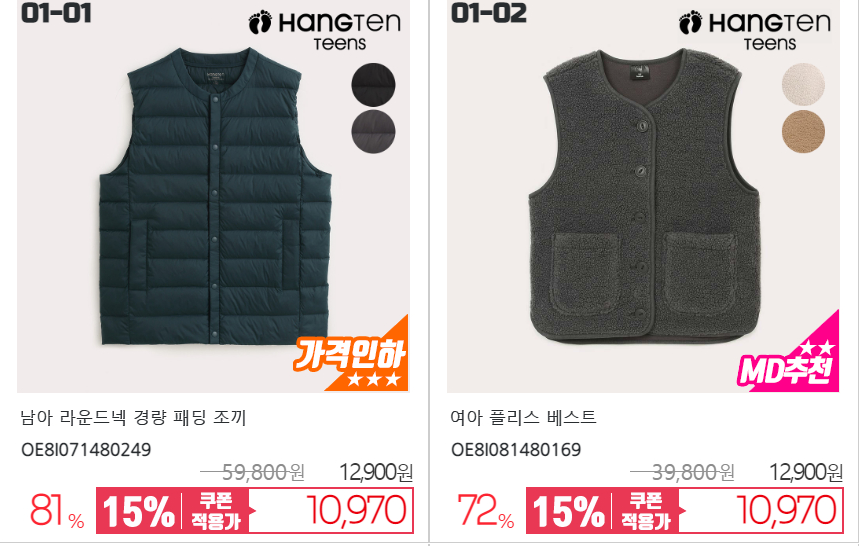 01-01
HANGTEN
TEENS
가격인하
남아 라운드넥 경량 패딩 조끼
OE8I071480249
59,800원
12,900원
81%
15%
쿠폰
적용가
10,970
01-02
HANGTEN
TEENS
MD추천
여아 플리스 베스트
OE8I081480169
39,800원
12,900원
72%
15%
쿠폰
적용가
10,970